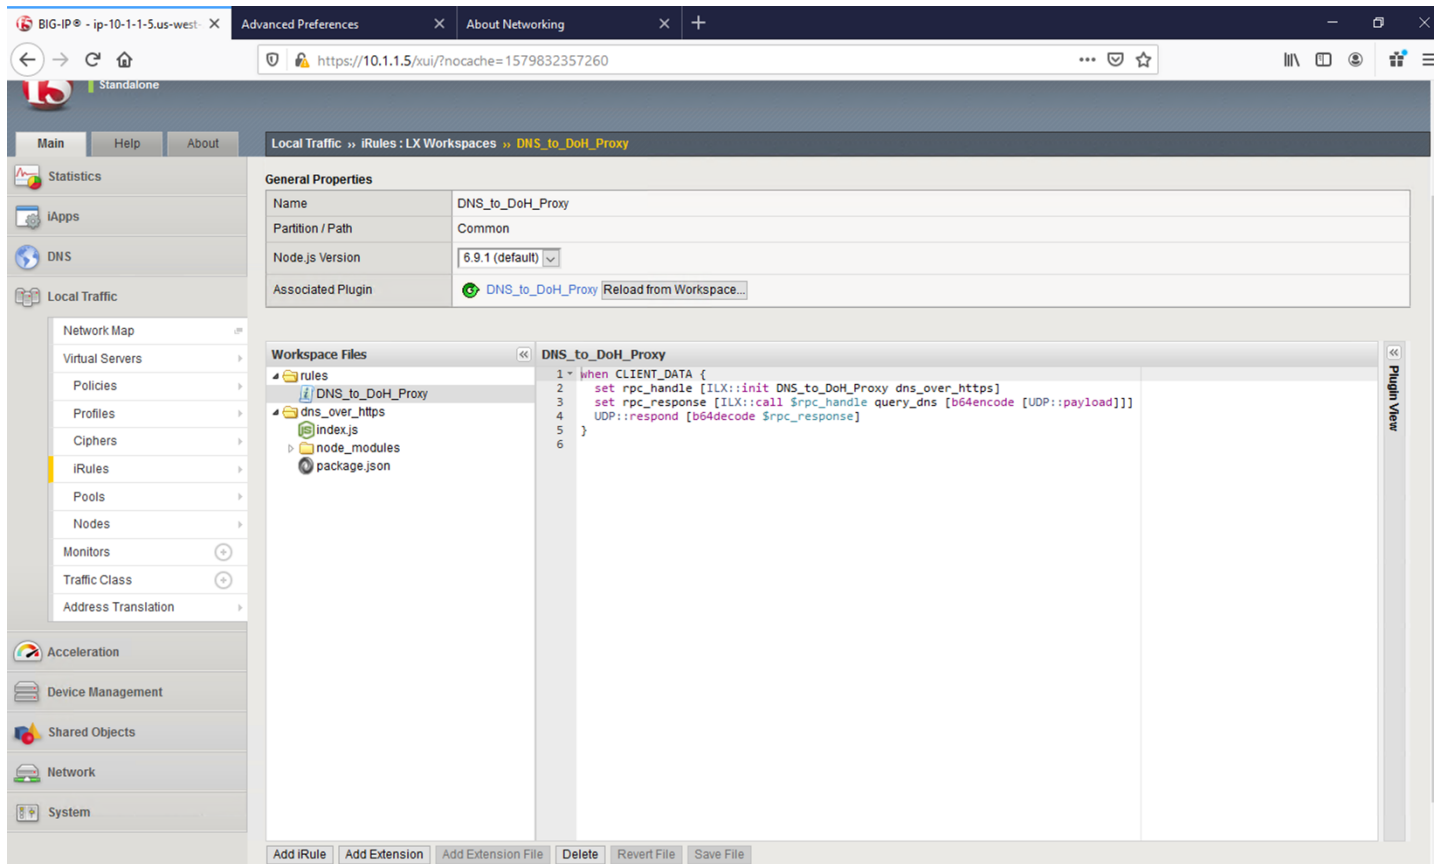 BIG-IP® - ip-10-1-1-5.us-west-
Advanced Preferences
About Networking
https://10.1.1.5/xui/?nocache=1579832357260
Standalone
Main Help About
Local Traffic ›› iRules : LX Workspaces ›› DNS_to_DoH_Proxy
Statistics
iApps
DNS
Local Traffic
Network Map
Virtual Servers
Policies
Profiles
Ciphers
iRules
Pools
Nodes
Monitors
Traffic Class
Address Translation
Acceleration
Device Management
Shared Objects
Network
System
General Properties
Name DNS_to_DoH_Proxy
Partition / Path Common
Node.js Version 6.9.1 (default)
Associated Plugin DNS_to_DoH_Proxy Reload from Workspace...
Workspace Files
rules
DNS_to_DoH_Proxy
dns_over_https
index.js
node_modules
package.json
DNS_to_DoH_Proxy
1 when CLIENT_DATA {
2 set rpc_handle [ILX::init DNS_to_DoH_Proxy dns_over_https]
3 set rpc_response [ILX::call $rpc_handle query_dns [b64encode [UDP::payload]]]
4 UDP::respond [b64decode $rpc_response]
5 }
6
Plugin View
Add iRule Add Extension Add Extension File Delete Revert File Save File